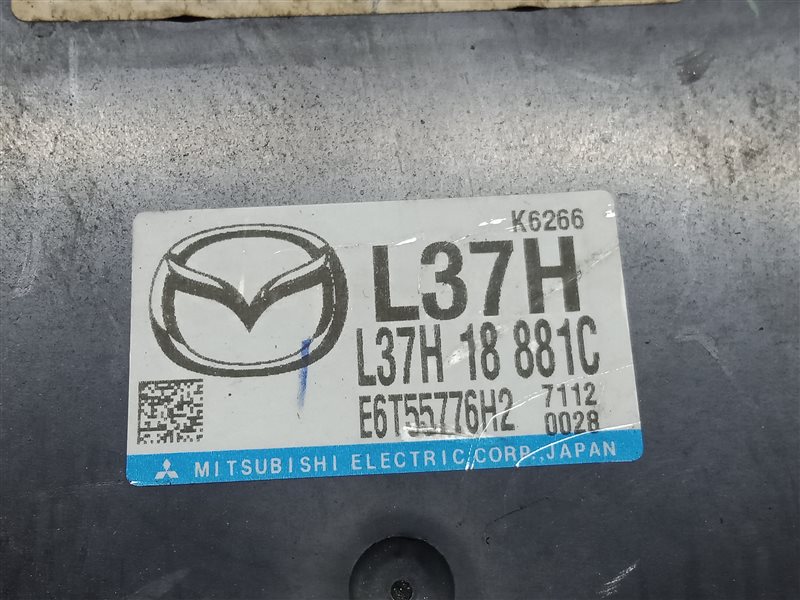 K6266
L37H
L37H 18 881C
E6T55776H2 7112
0028
MITSUBISHI ELECTRIC CORP., JAPAN